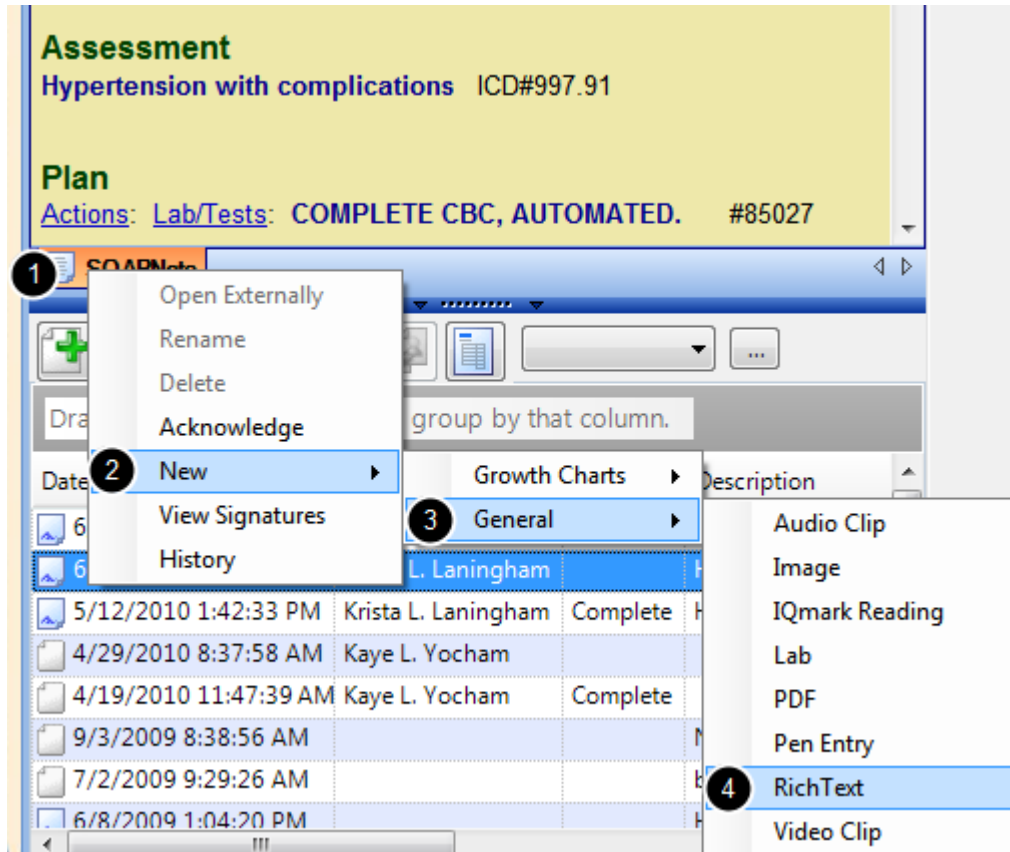 Assessment
Hypertension with complications ICD#997.91
Plan
Actions: Lab/Tests: COMPLETE CBC, AUTOMATED. #85027
1 SOAPNote
Open Externally
Rename
Delete
Acknowledge
2 New
View Signatures
History
...
Dra group by that column.
Date Description
3 Growth Charts
General
Audio Clip
Image
IQmark Reading
Lab
PDF
Pen Entry
4 RichText
Video Clip
6
6 L. Laningham H
5/12/2010 1:42:33 PM Krista L. Laningham Complete H
4/29/2010 8:37:58 AM Kaye L. Yocham
4/19/2010 11:47:39 AM Kaye L. Yocham Complete
9/3/2009 8:38:56 AM N
7/2/2009 9:29:26 AM b
6/8/2009 1:04:20 PM H